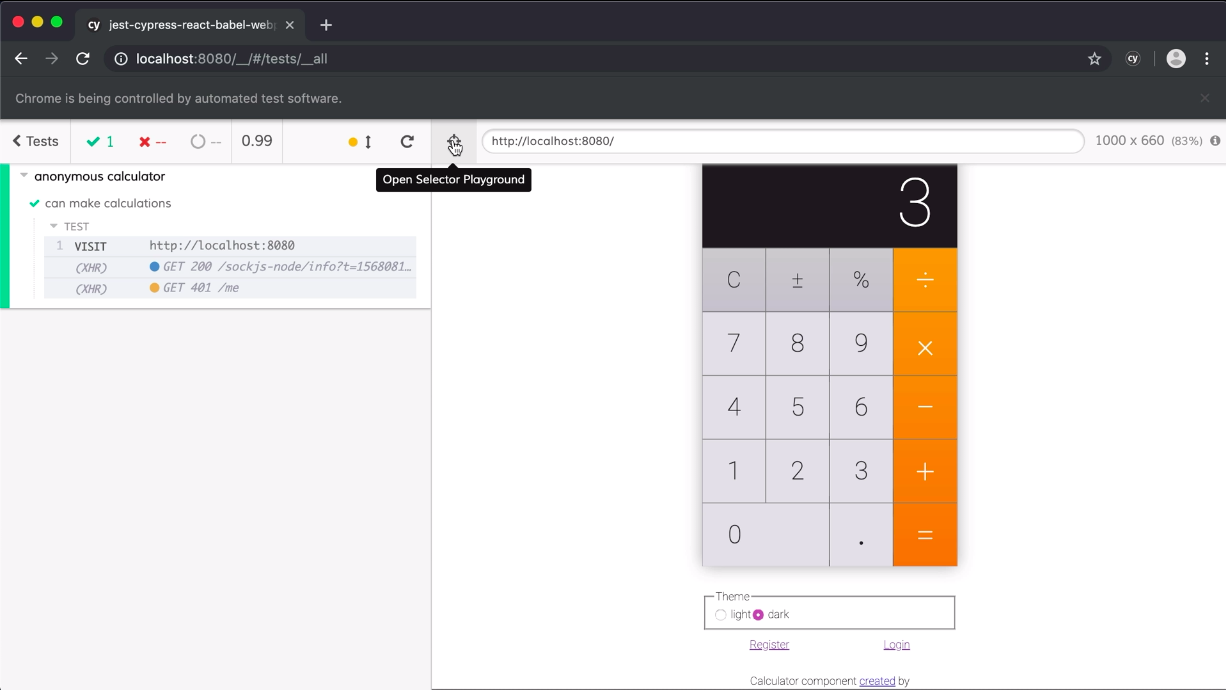 cy jest-cypress-react-babel-webp
localhost:8080/__/#/tests/__all
cy
Chrome is being controlled by automated test software.
Tests 1 -- -- 0.99 http://localhost:8080/ 1000 x 660 (83%)
Open Selector Playground
anonymous calculator
can make calculations
TEST
1 VISIT http://localhost:8080
(XHR) GET 200 /sockjs-node/info?t=1568081…
(XHR) GET 401 /me
3
C ± % ÷
7 8 9 ×
4 5 6 −
1 2 3 +
0 . =
Theme
light dark
Register Login
Calculator component created by